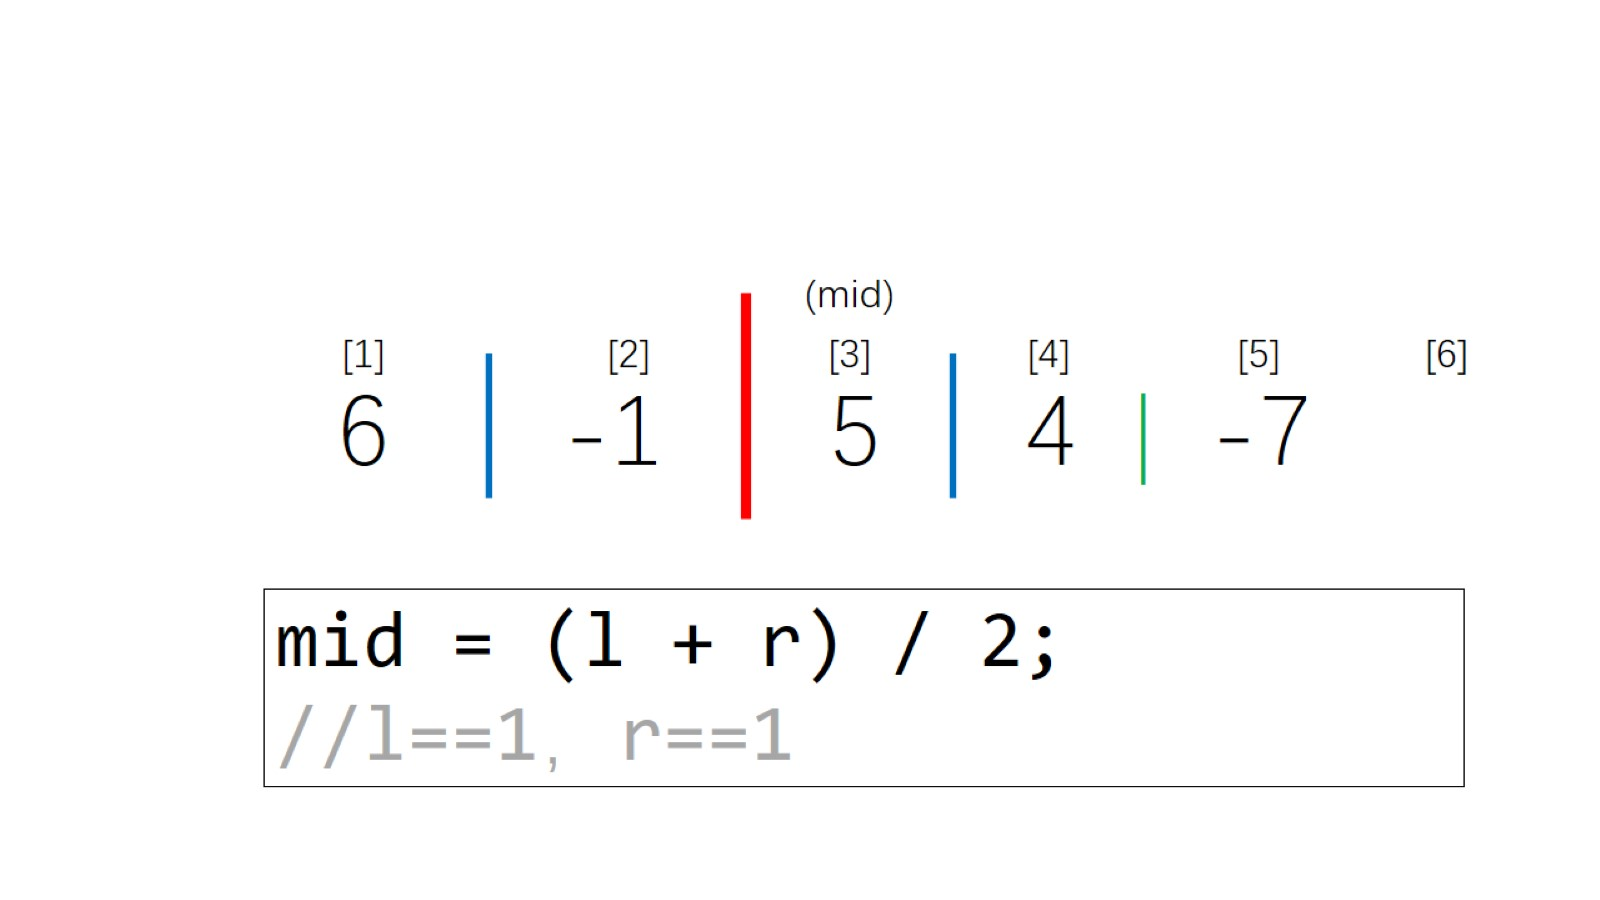 (mid)
[1] [2] [3] [4] [5] [6]
6 -1 5 4 -7
mid = (l + r) / 2;
//l==1, r==1